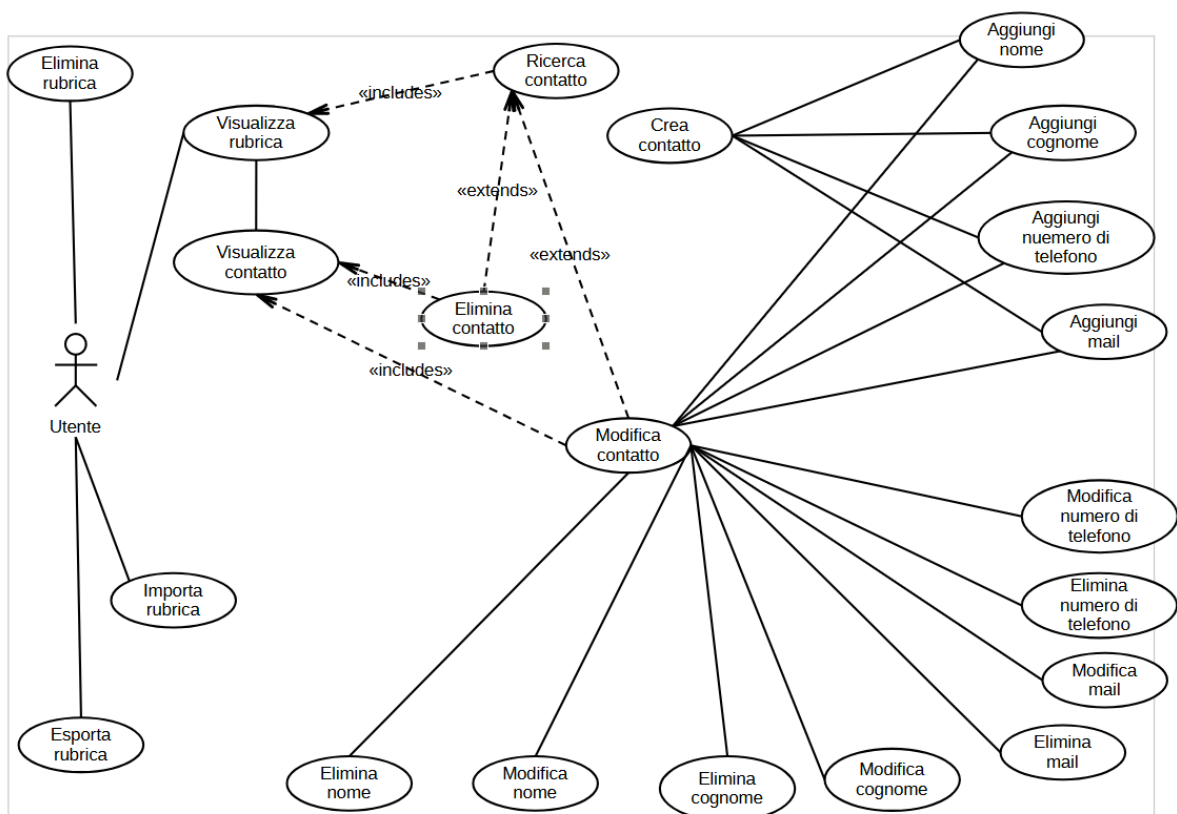 Aggiungi
nome
Elimina
rubrica
Ricerca
contatto
«includes»
Visualizza
rubrica
Crea
contatto
Aggiungi
cognome
«extends»
Aggiungi
nuemero di
telefono
Visualizza
contatto
«extends»
«includes»
Elimina
contatto
Aggiungi
mail
«includes»
Utente
Modifica
contatto
Modifica
numero di
telefono
Importa
rubrica
Elimina
numero di
telefono
Modifica
mail
Esporta
rubrica
Elimina
mail
Elimina
nome
Modifica
nome
Elimina
cognome
Modifica
cognome